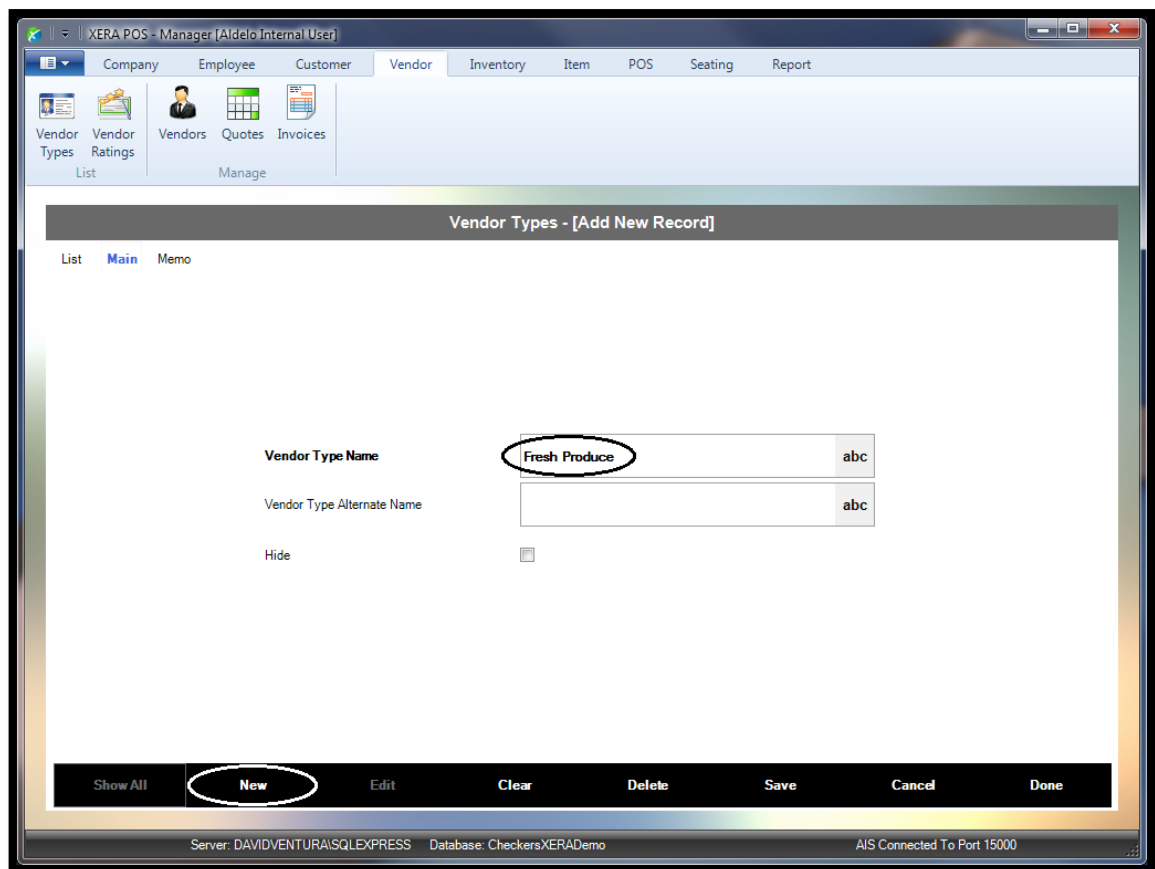 XERA POS - Manager [Aldelo Internal User]
Company Employee Customer Vendor Inventory Item POS Seating Report
Vendor Types Vendor Ratings Vendors Quotes Invoices
List Manage
Vendor Types - [Add New Record]
List Main Memo
Vendor Type Name Fresh Produce abc
Vendor Type Alternate Name abc
Hide
Show All New Edit Clear Delete Save Cancel Done
Server: DAVIDVENTURA\SQLEXPRESS Database: CheckersXERADemo AIS Connected To Port 15000